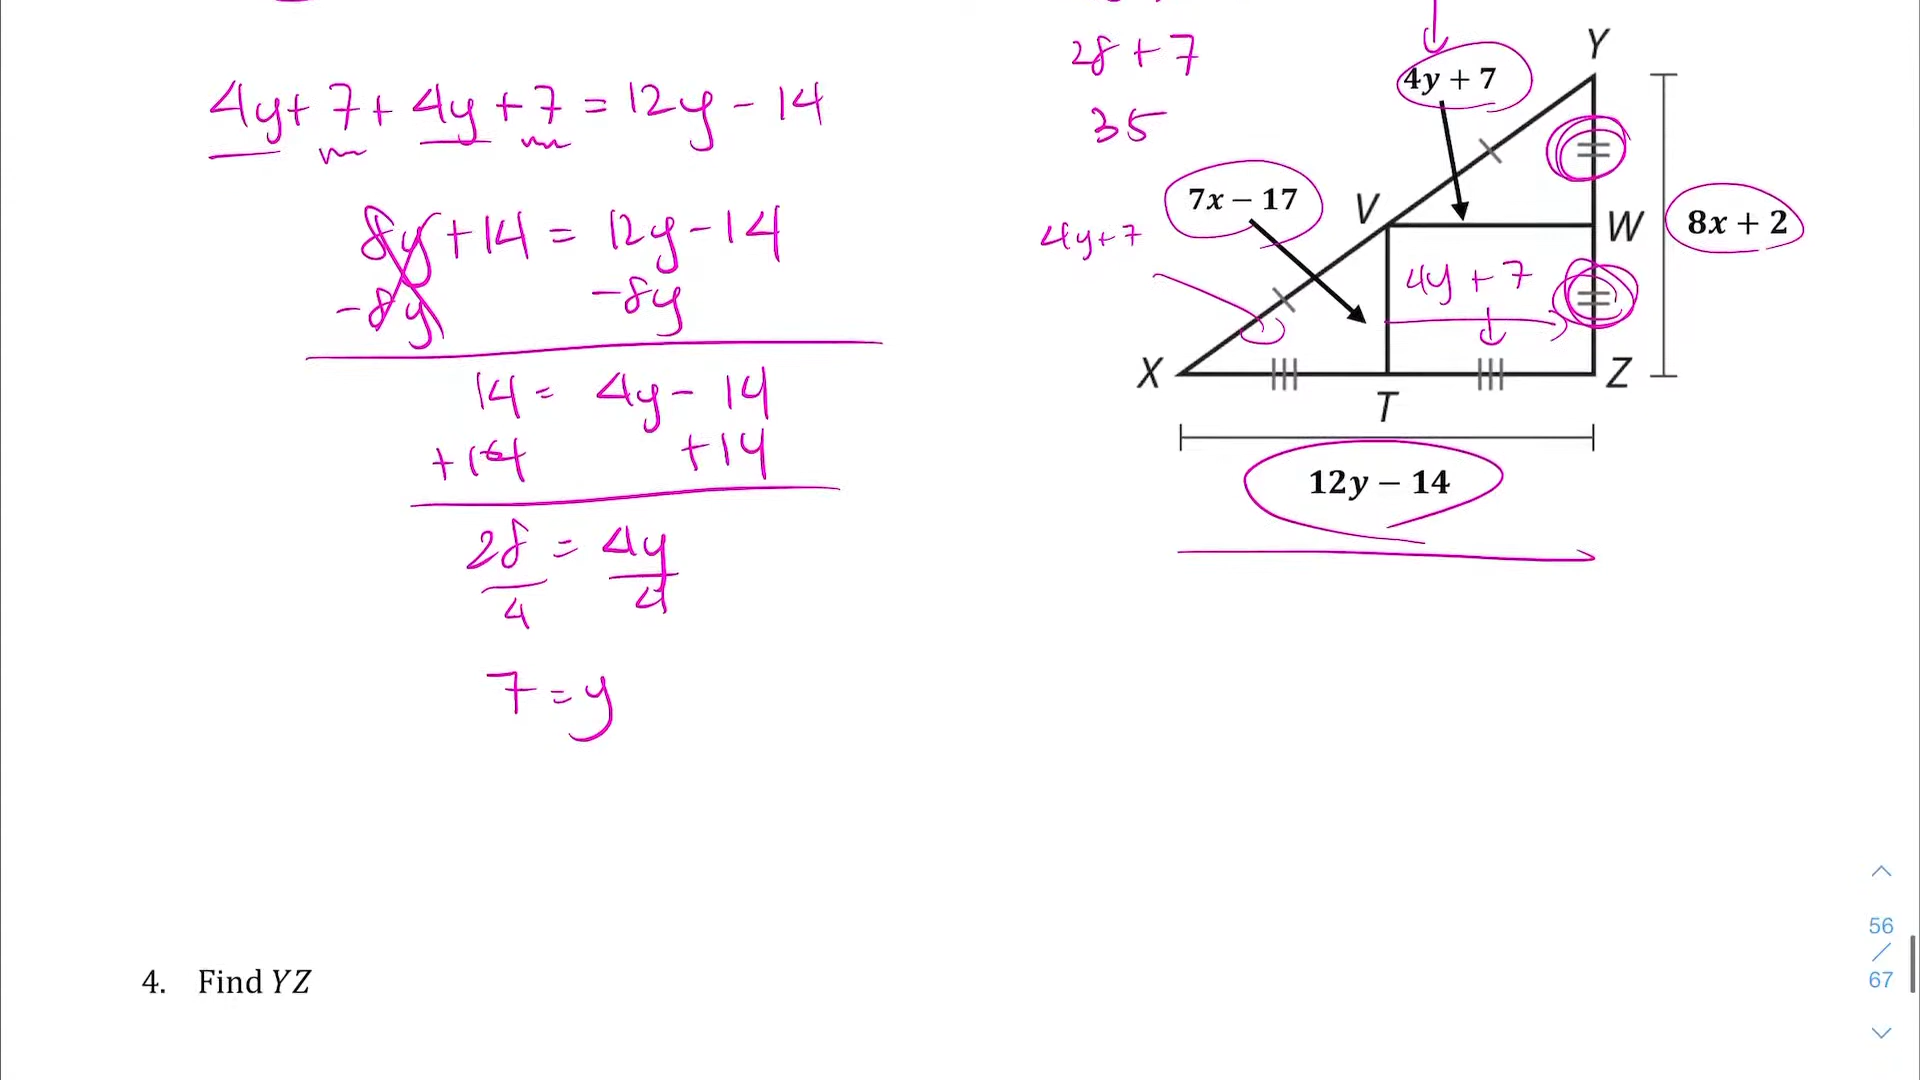 4y + 7 + 4y + 7 = 12y - 14
8y + 14 = 12y - 14
-8y -8y
14 = 4y - 14
+14 +14
28 = 4y
4 4
7 = y
28 + 7
35
4y + 7
7x − 17
4y+7
Y
V
W
8x + 2
4y + 7
X
Z
T
12y − 14
4. Find YZ
56
/
67